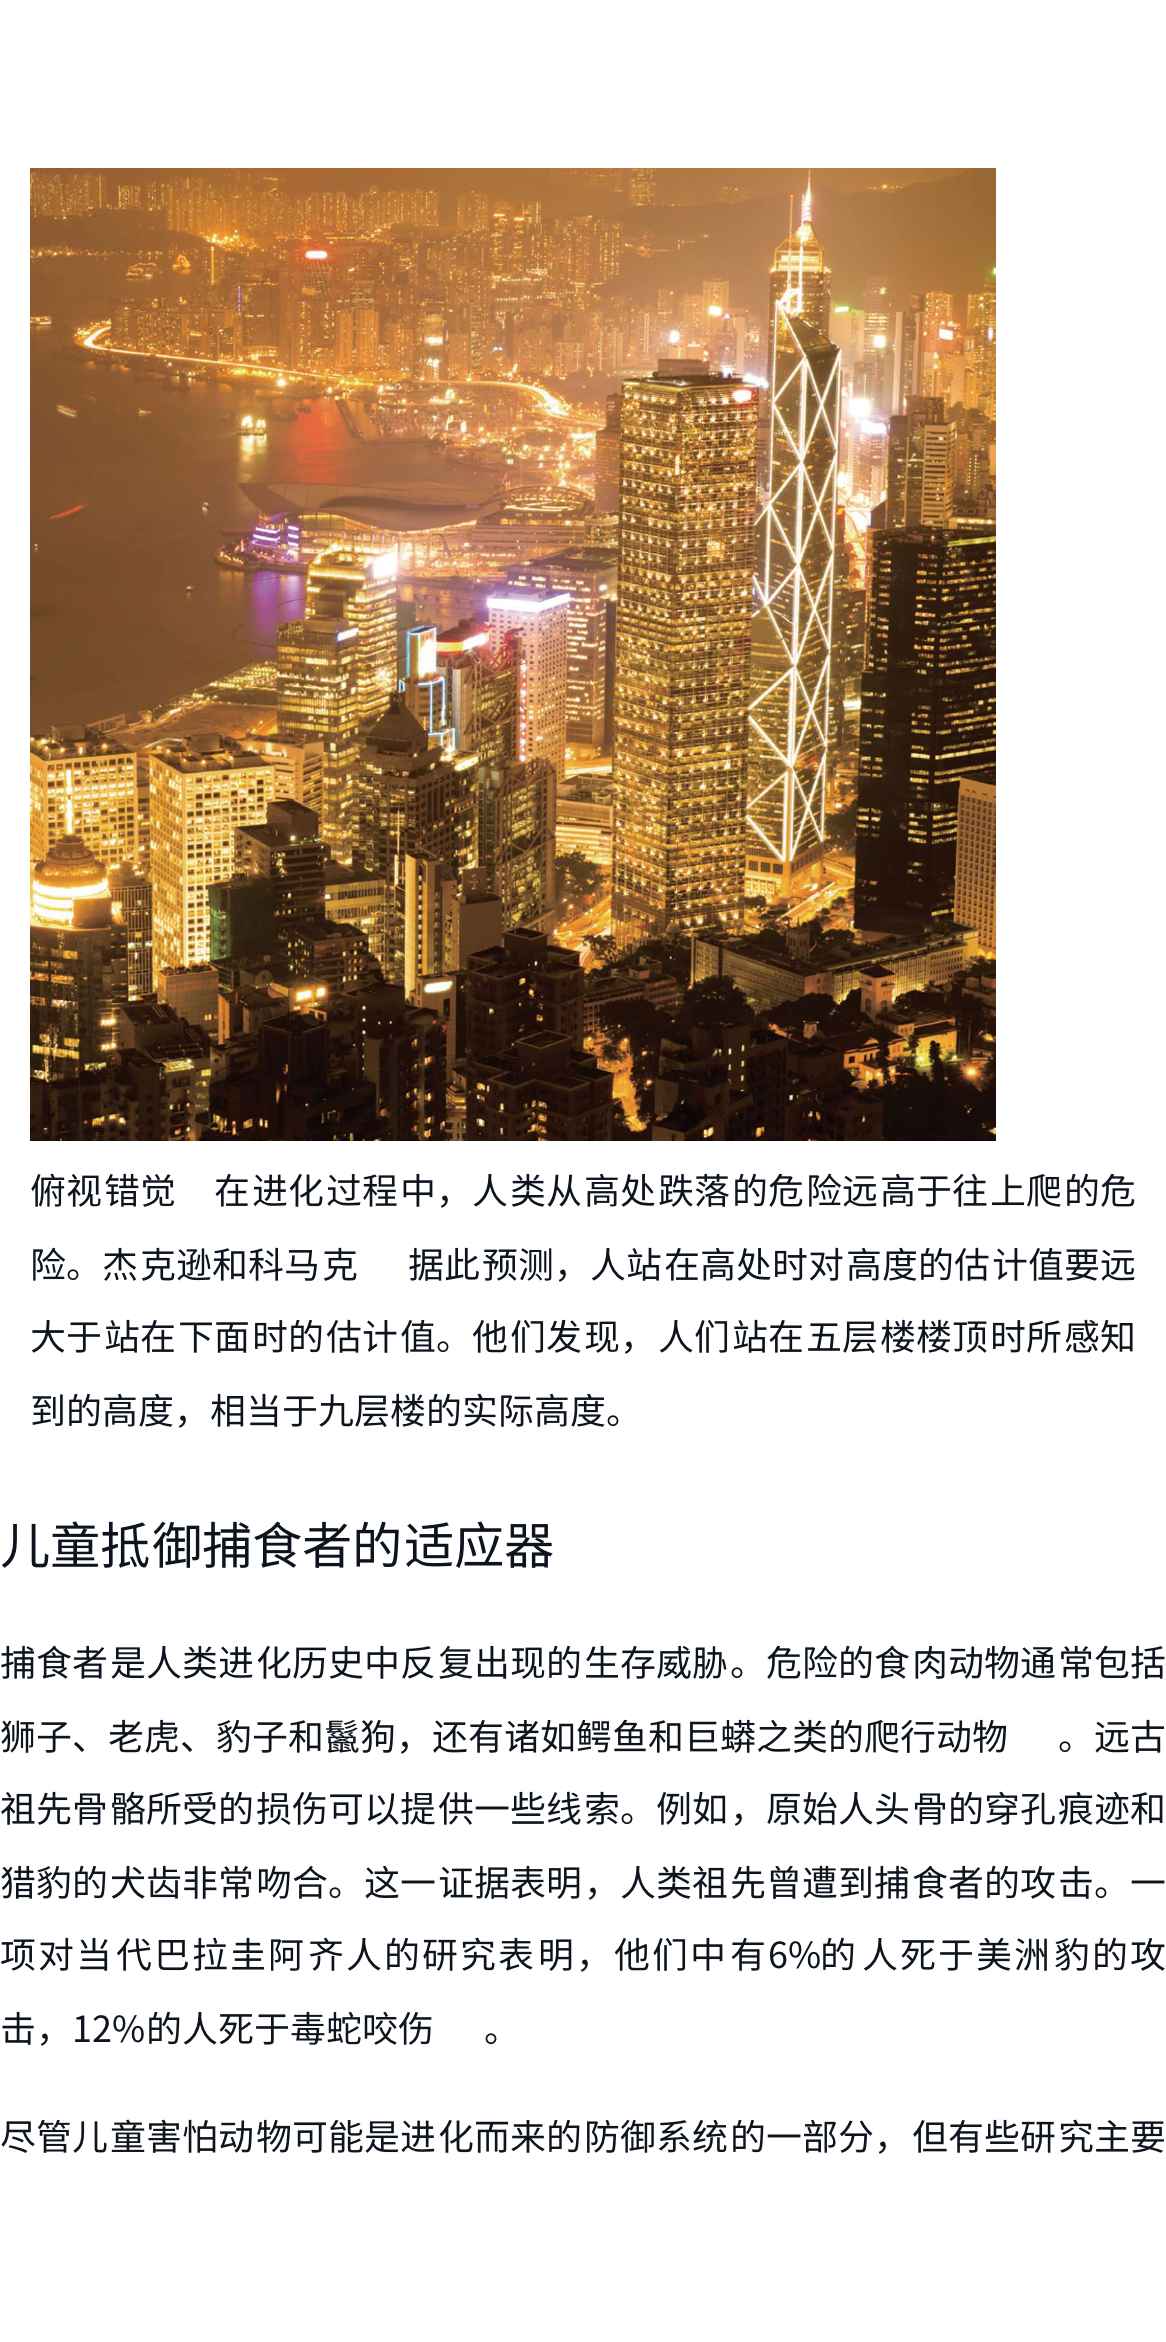 俯视错觉 在进化过程中，人类从高处跌落的危险远高于往上爬的危
险。杰克逊和科马克 据此预测，人站在高处时对高度的估计值要远
大于站在下面时的估计值。他们发现，人们站在五层楼楼顶时所感知
到的高度，相当于九层楼的实际高度。
儿童抵御捕食者的适应器
捕食者是人类进化历史中反复出现的生存威胁。危险的食肉动物通常包括
狮子、老虎、豹子和鬣狗，还有诸如鳄鱼和巨蟒之类的爬行动物 。远古
祖先骨骼所受的损伤可以提供一些线索。例如，原始人头骨的穿孔痕迹和
猎豹的犬齿非常吻合。这一证据表明，人类祖先曾遭到捕食者的攻击。一
项对当代巴拉圭阿齐人的研究表明，他们中有6%的人死于美洲豹的攻
击，12%的人死于毒蛇咬伤 。
尽管儿童害怕动物可能是进化而来的防御系统的一部分，但有些研究主要